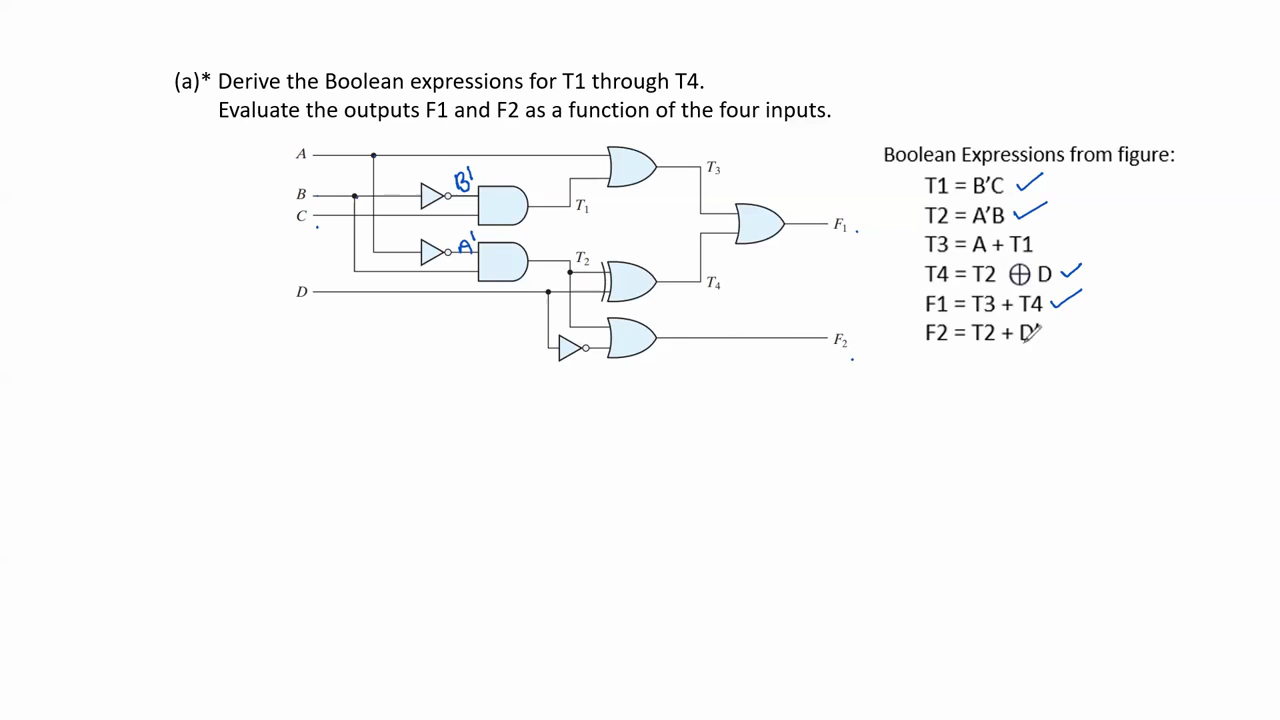 (a)* Derive the Boolean expressions for T1 through T4.
Evaluate the outputs F1 and F2 as a function of the four inputs.
A
B
C
D
B'
A'
T₁
T₂
T₃
T₄
F₁
F₂
Boolean Expressions from figure:
T1 = B’C ✓
T2 = A’B ✓
T3 = A + T1
T4 = T2 ⊕ D ✓
F1 = T3 + T4 ✓
F2 = T2 + D’